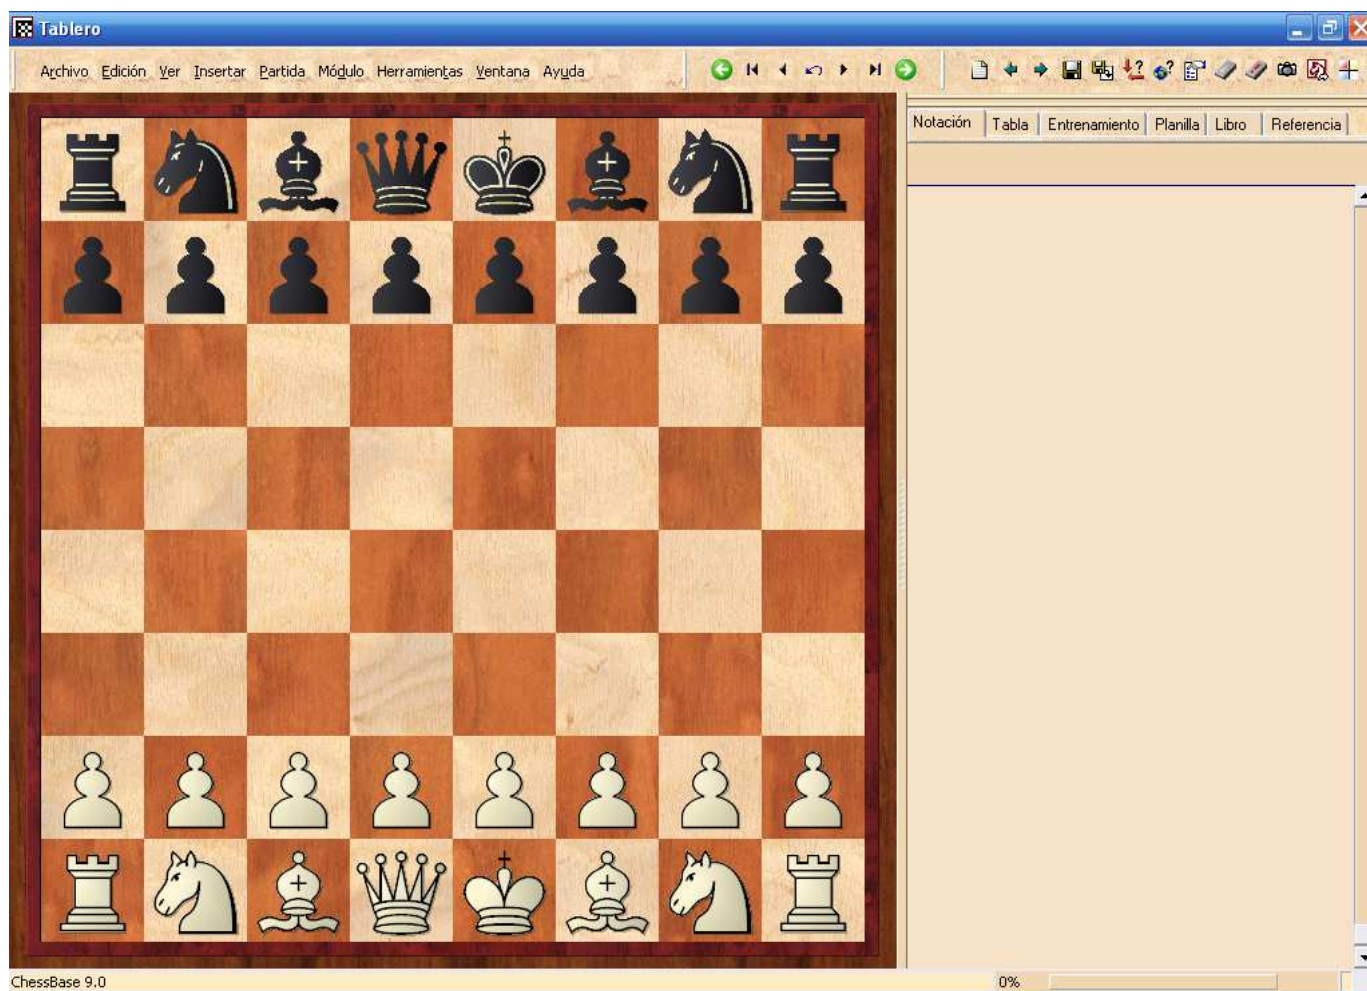 Tablero
Archivo Edición Ver Insertar Partida Módulo Herramientas Ventana Ayuda
Notación Tabla Entrenamiento Planilla Libro Referencia
ChessBase 9.0 0%